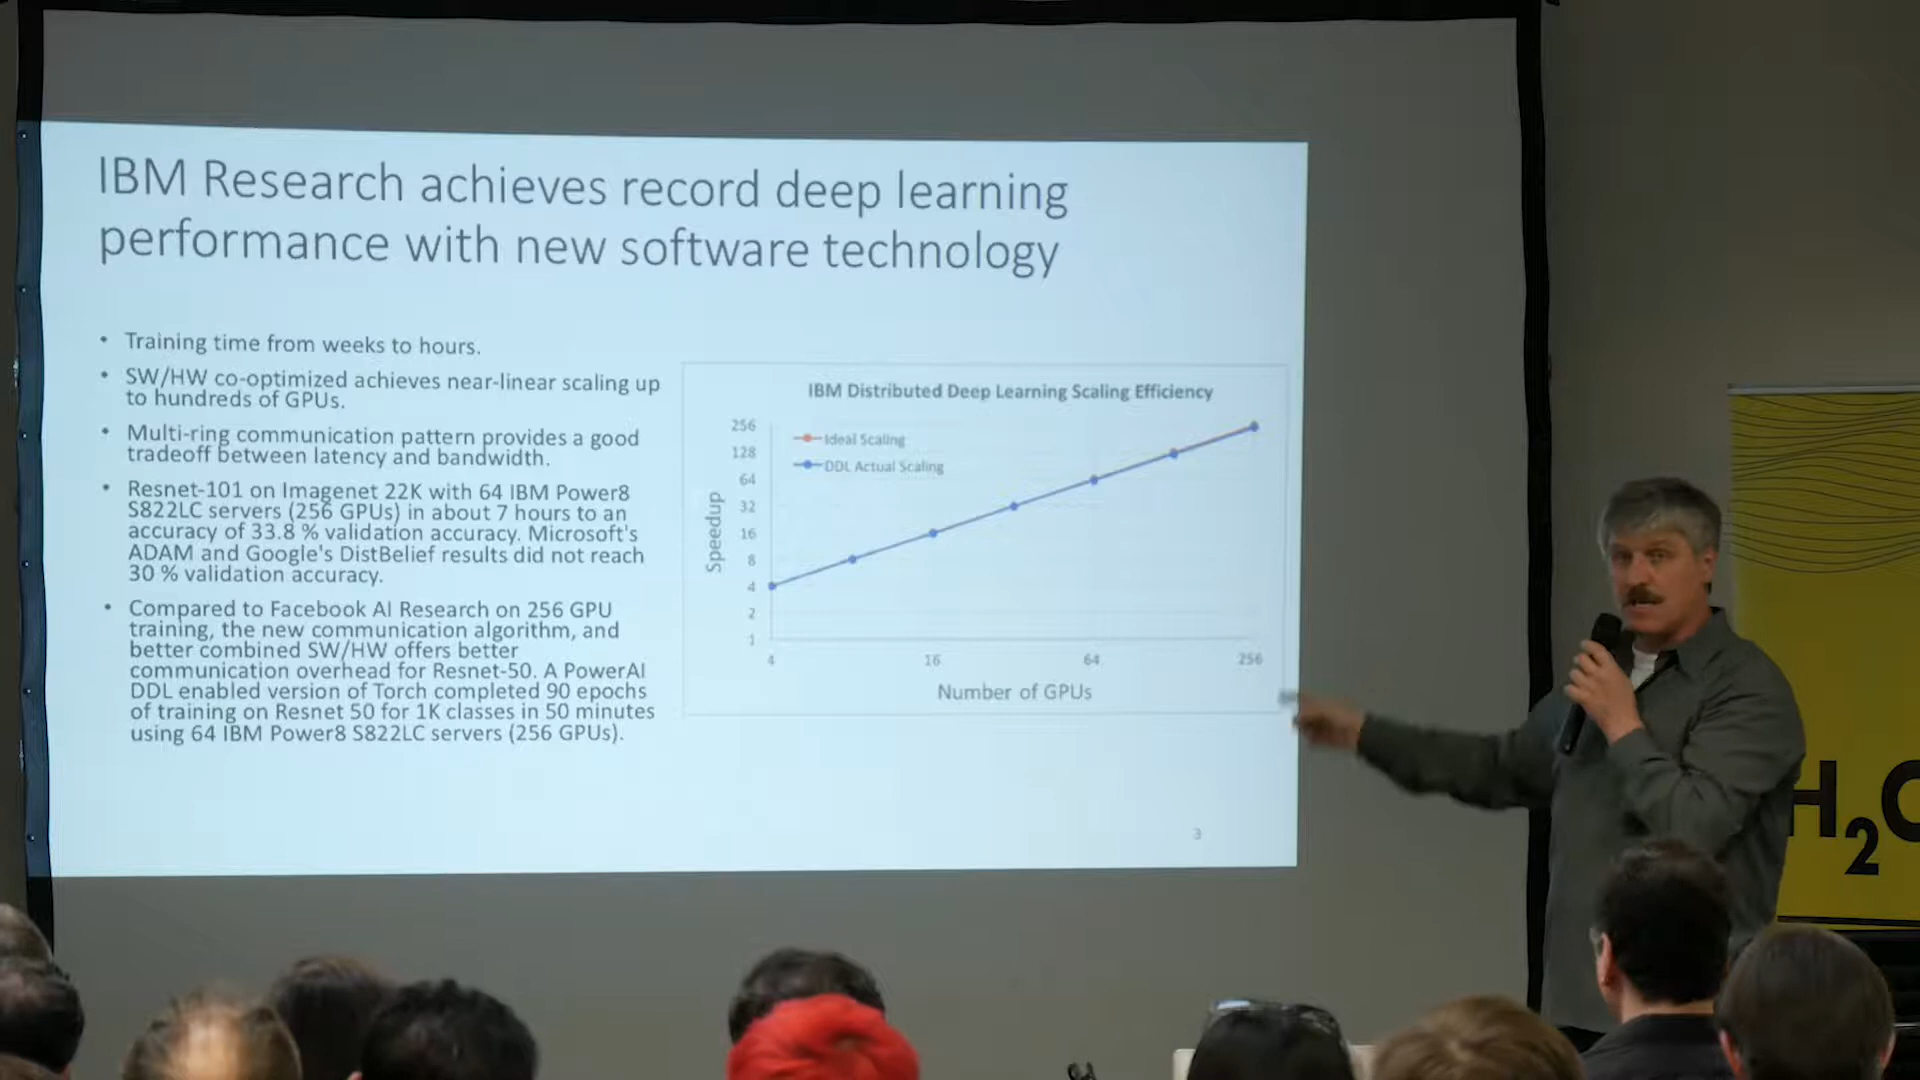 IBM Research achieves record deep learning
performance with new software technology
• Training time from weeks to hours.
• SW/HW co-optimized achieves near-linear scaling up
to hundreds of GPUs.
• Multi-ring communication pattern provides a good
tradeoff between latency and bandwidth.
• Resnet-101 on Imagenet 22K with 64 IBM Power8
S822LC servers (256 GPUs) in about 7 hours to an
accuracy of 33.8 % validation accuracy. Microsoft's
ADAM and Google's DistBelief results did not reach
30 % validation accuracy.
• Compared to Facebook AI Research on 256 GPU
training, the new communication algorithm, and
better combined SW/HW offers better
communication overhead for Resnet-50. A PowerAI
DDL enabled version of Torch completed 90 epochs
of training on Resnet 50 for 1K classes in 50 minutes
using 64 IBM Power8 S822LC servers (256 GPUs).
IBM Distributed Deep Learning Scaling Efficiency
Ideal Scaling
DDL Actual Scaling
Speedup
256
128
64
32
16
8
4
2
1
4 16 64 256
Number of GPUs
3
H2O